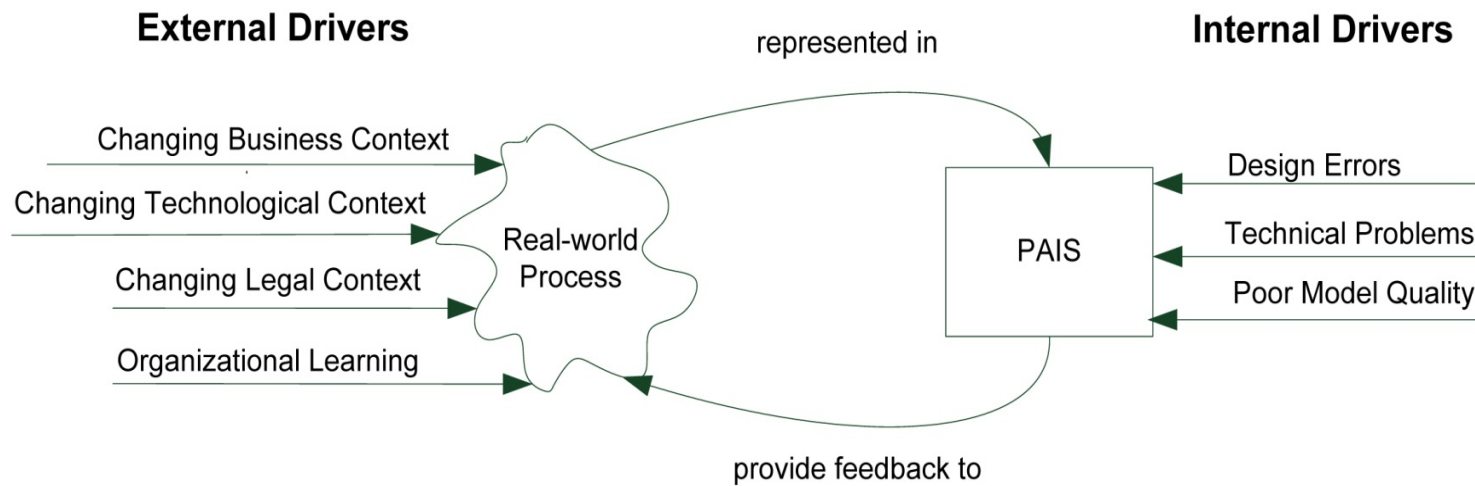 External Drivers
represented in
Internal Drivers
Changing Business Context
Changing Technological Context
Changing Legal Context
Organizational Learning
Real-world
Process
PAIS
Design Errors
Technical Problems
Poor Model Quality
provide feedback to